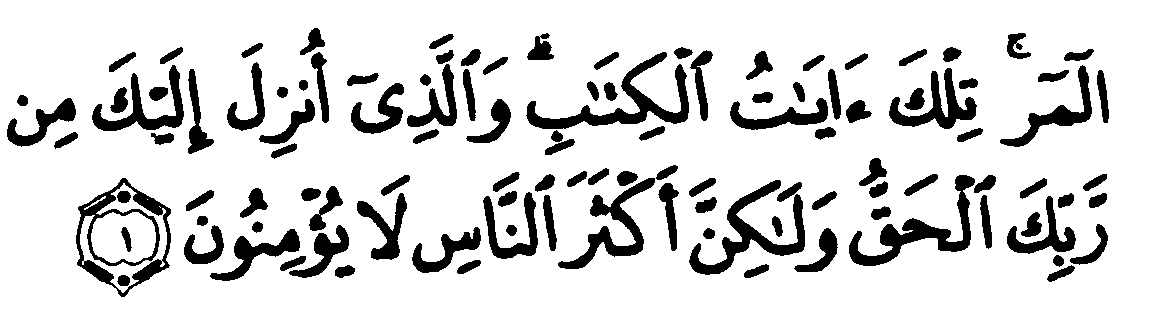 الٓمٓرۚ تِلْكَ ءَايَٰتُ ٱلْكِتَٰبِۗ وَٱلَّذِىٓ أُنزِلَ إِلَيْكَ مِن
رَّبِّكَ ٱلْحَقُّ وَلَٰكِنَّ أَكْثَرَ ٱلنَّاسِ لَا يُؤْمِنُونَ ١